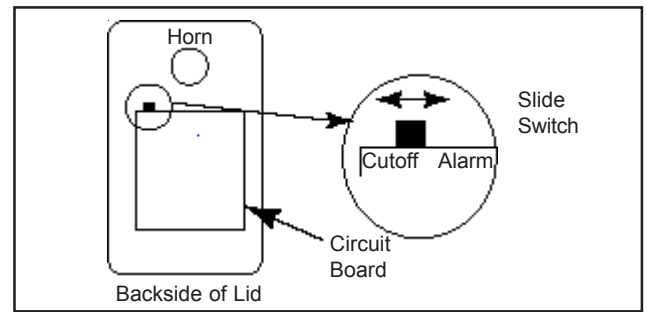 Horn
Slide
Switch
Cutoff Alarm
Circuit
Board
Backside of Lid